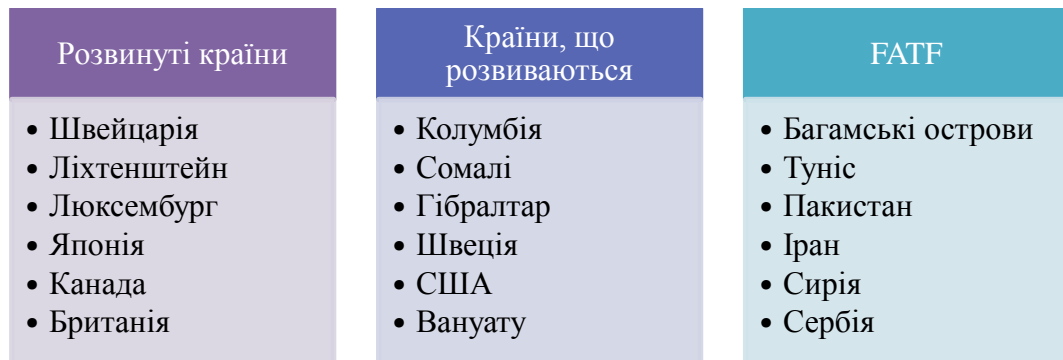 Розвинуті країни
• Швейцарія
• Ліхтенштейн
• Люксембург
• Японія
• Канада
• Британія
Країни, що
розвиваються
• Колумбія
• Сомалі
• Гібралтар
• Швеція
• США
• Вануату
FATF
• Багамські острови
• Туніс
• Пакистан
• Іран
• Сирія
• Сербія